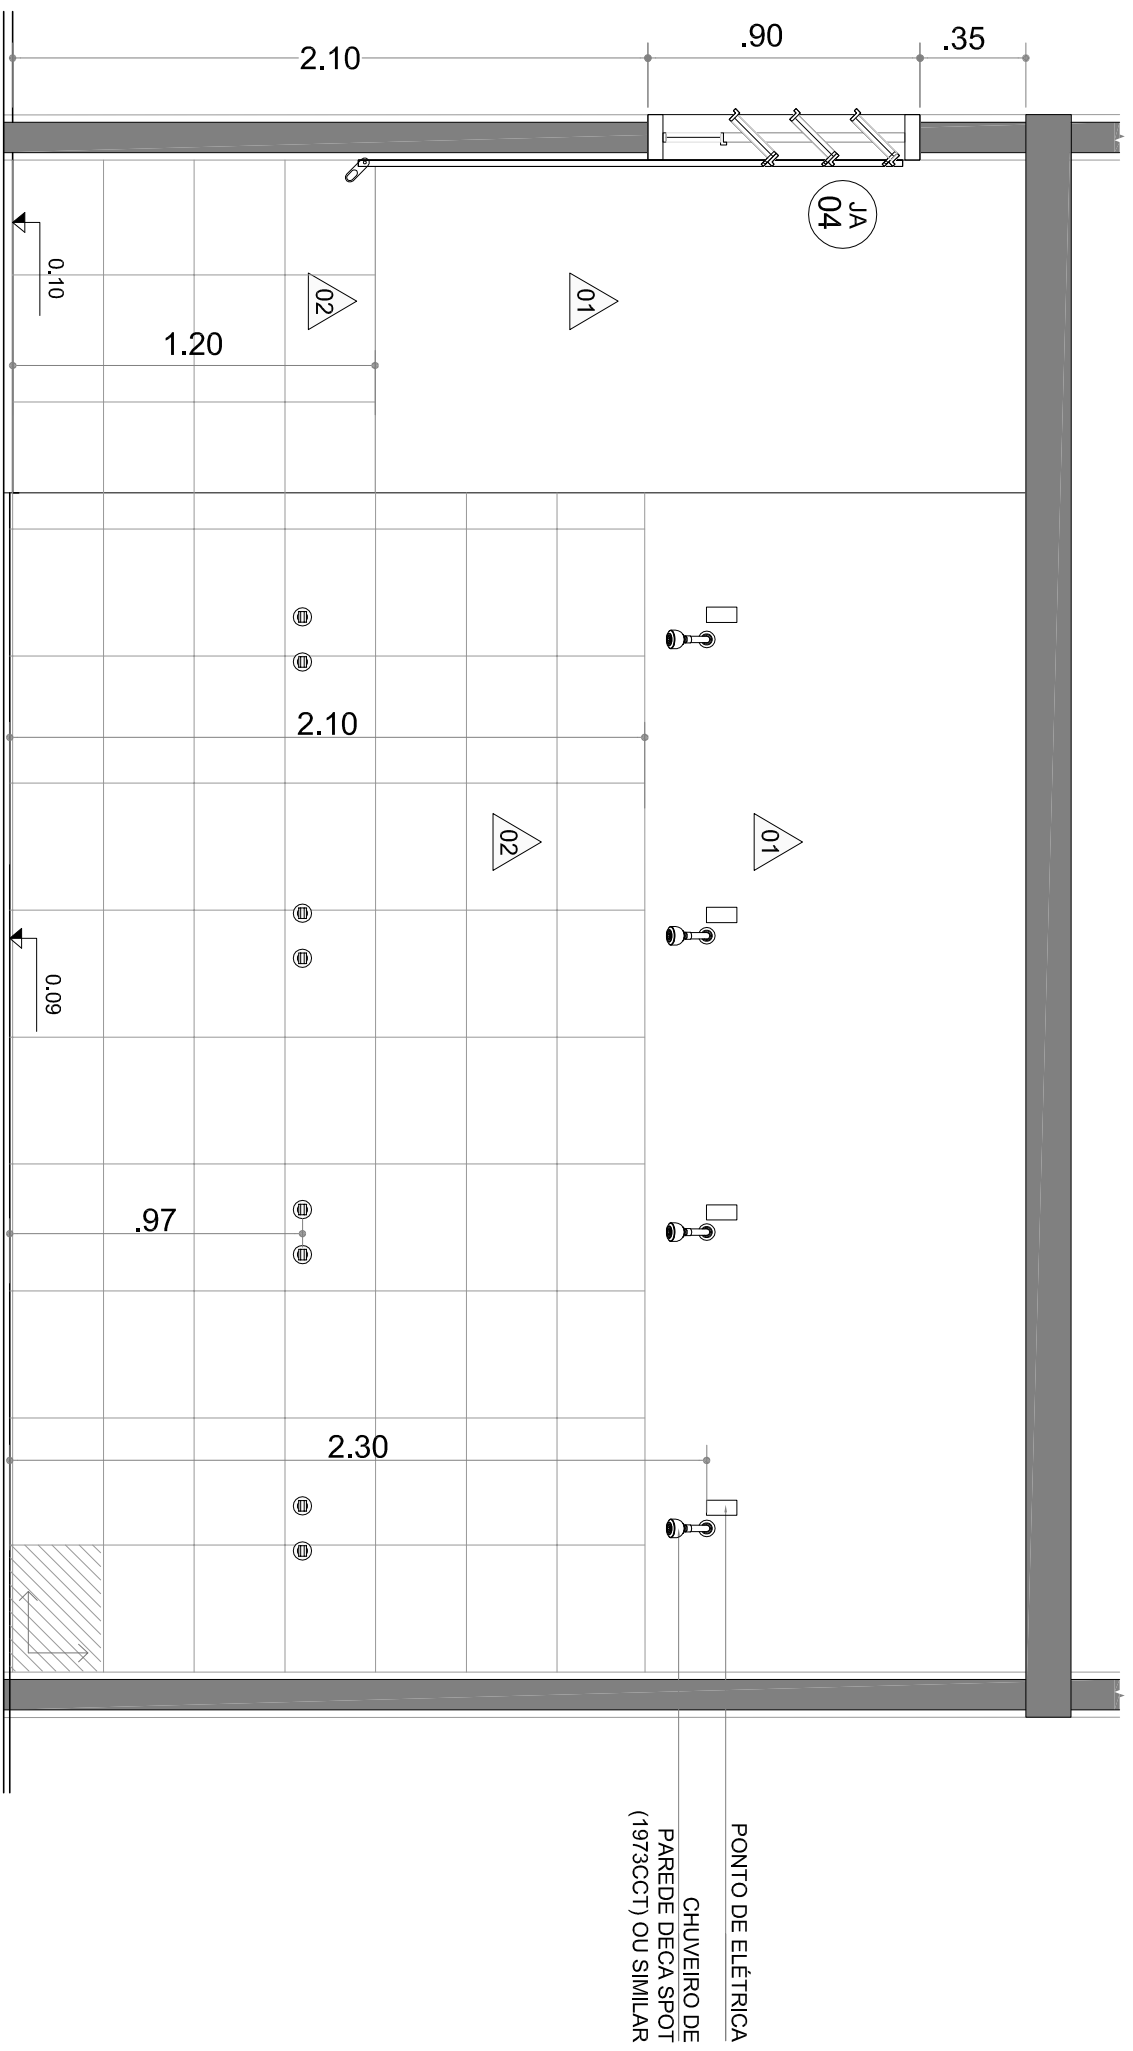 2.10
.90
.35
JA
04
0.10
02
01
1.20
2.10
02
01
0.09
.97
2.30
PONTO DE ELÉTRICA
CHUVEIRO DE
PAREDE DECA SPOT
(1973CCT) OU SIMILAR